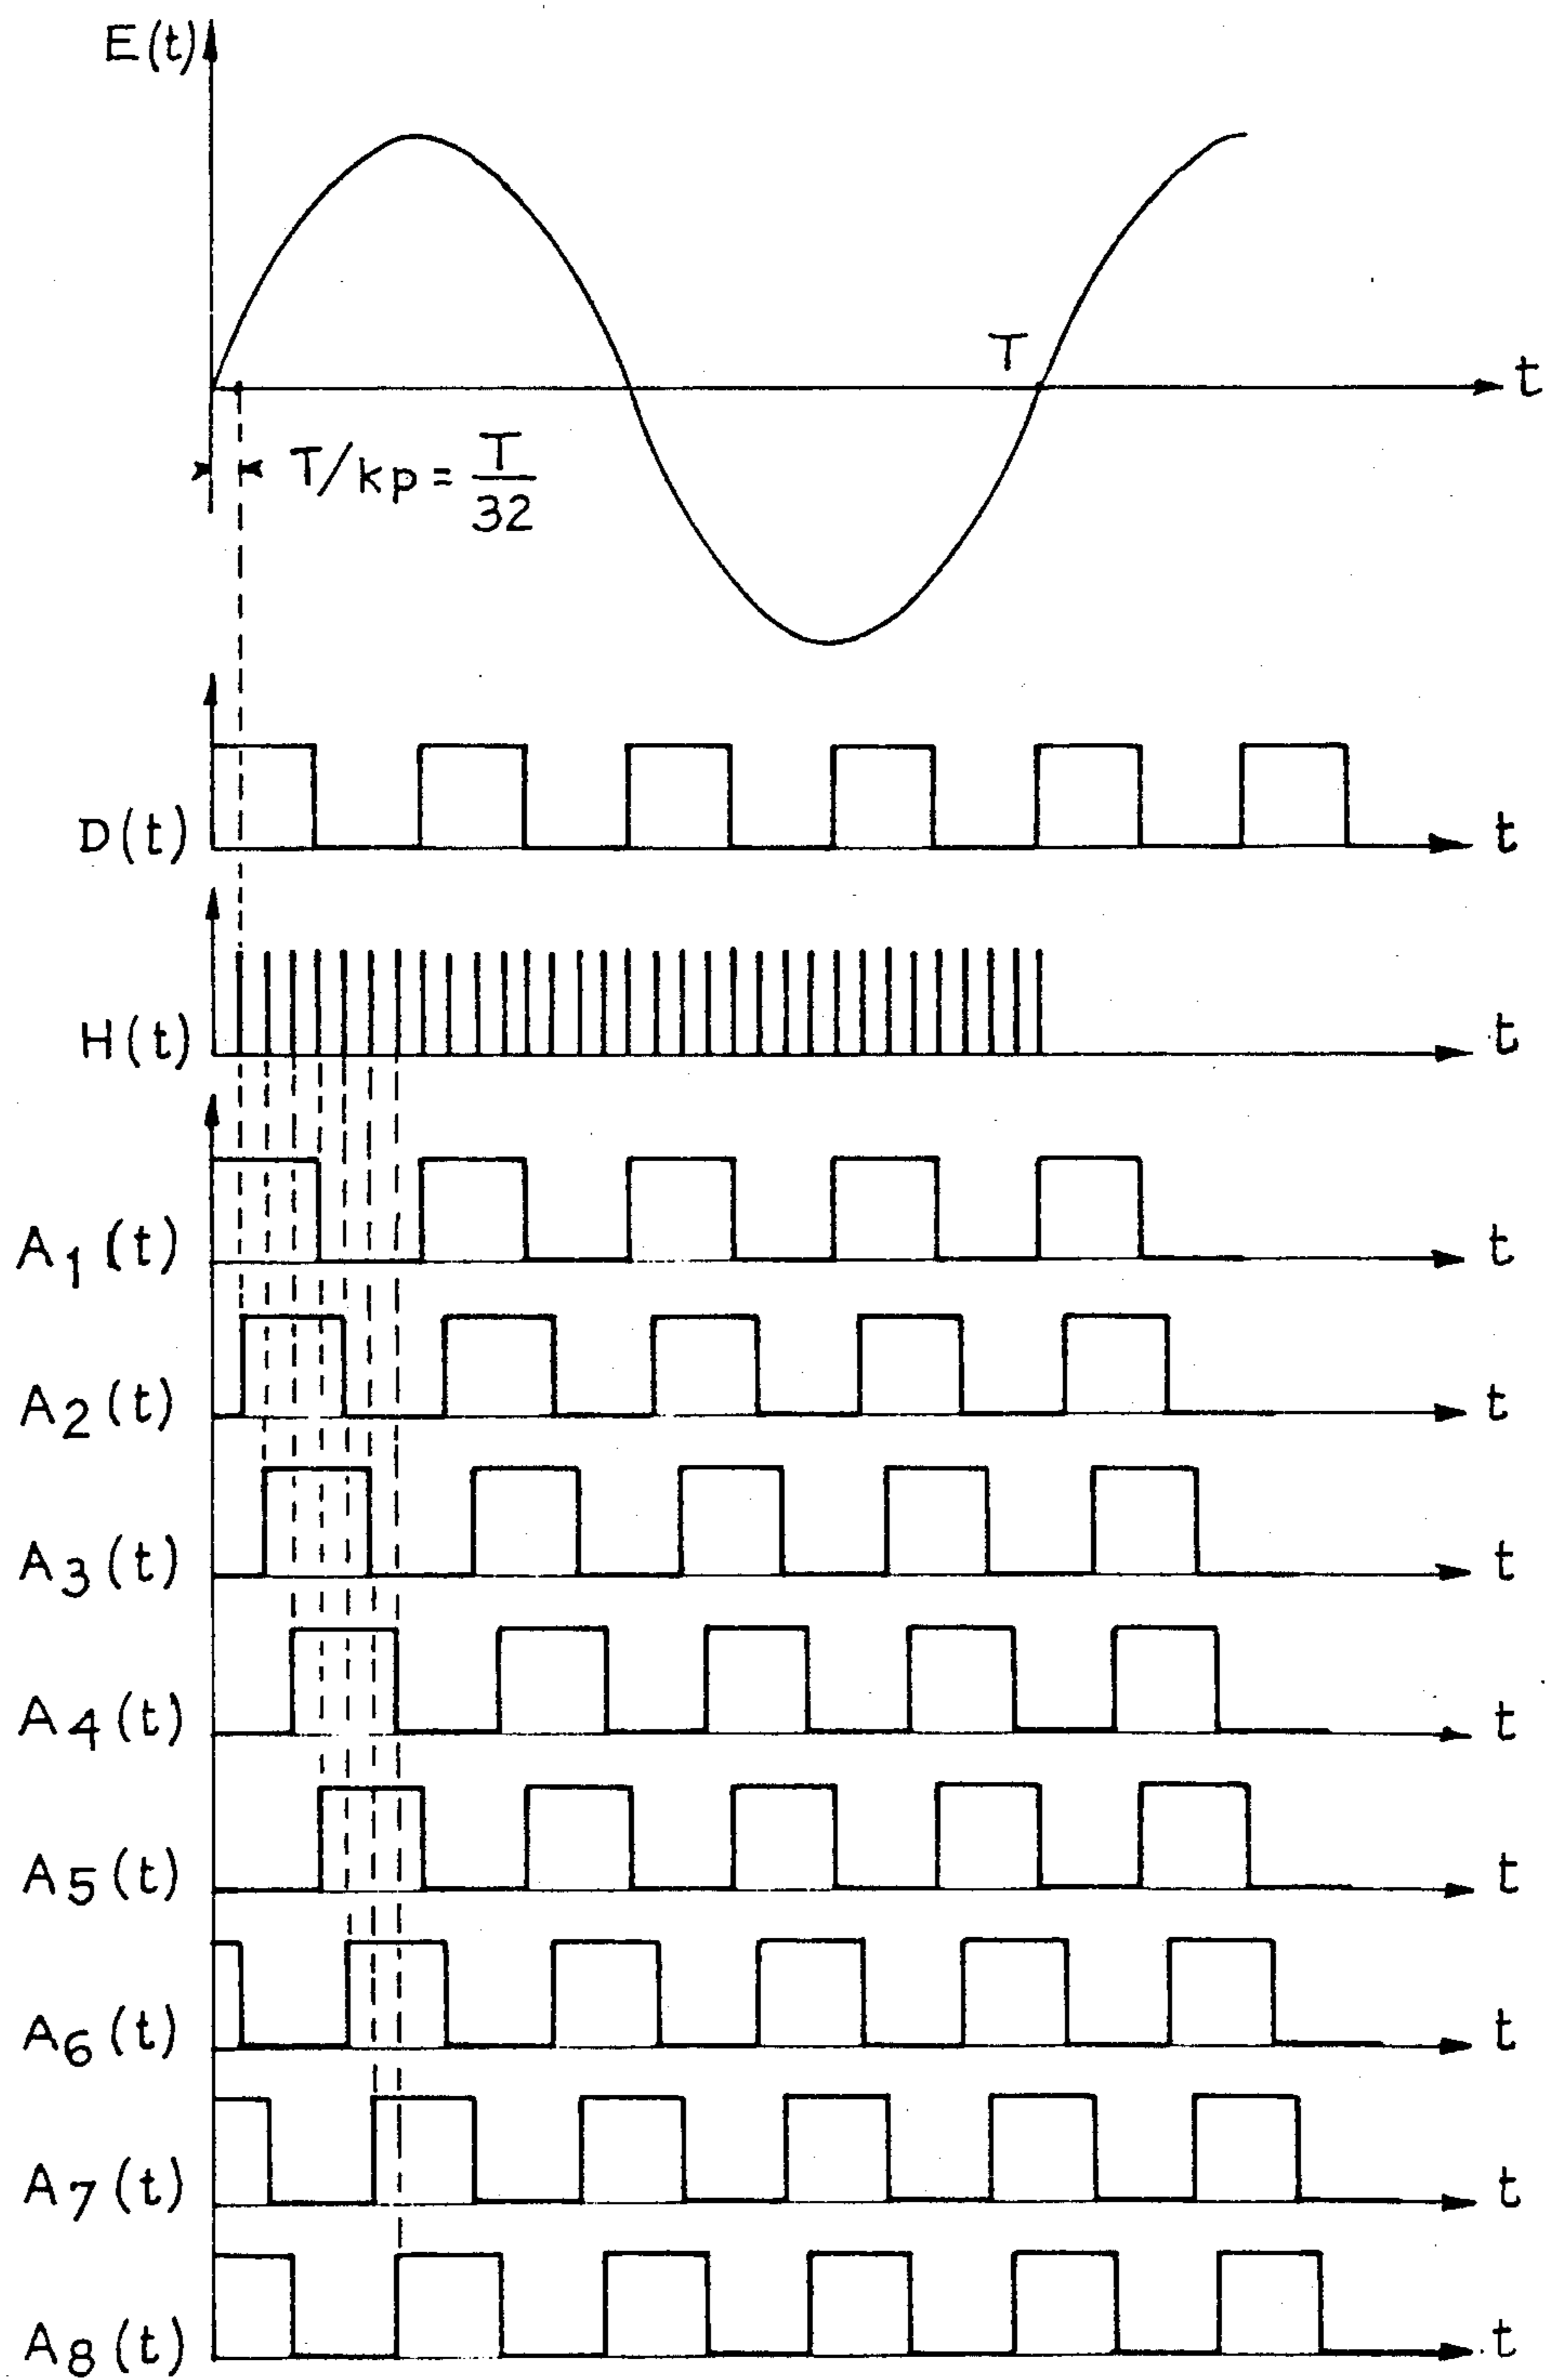 E(t)
T
t
T/kp = T/32
D(t)
t
H(t)
t
A1(t)
t
A2(t)
t
A3(t)
t
A4(t)
t
A5(t)
t
A6(t)
t
A7(t)
t
A8(t)
t